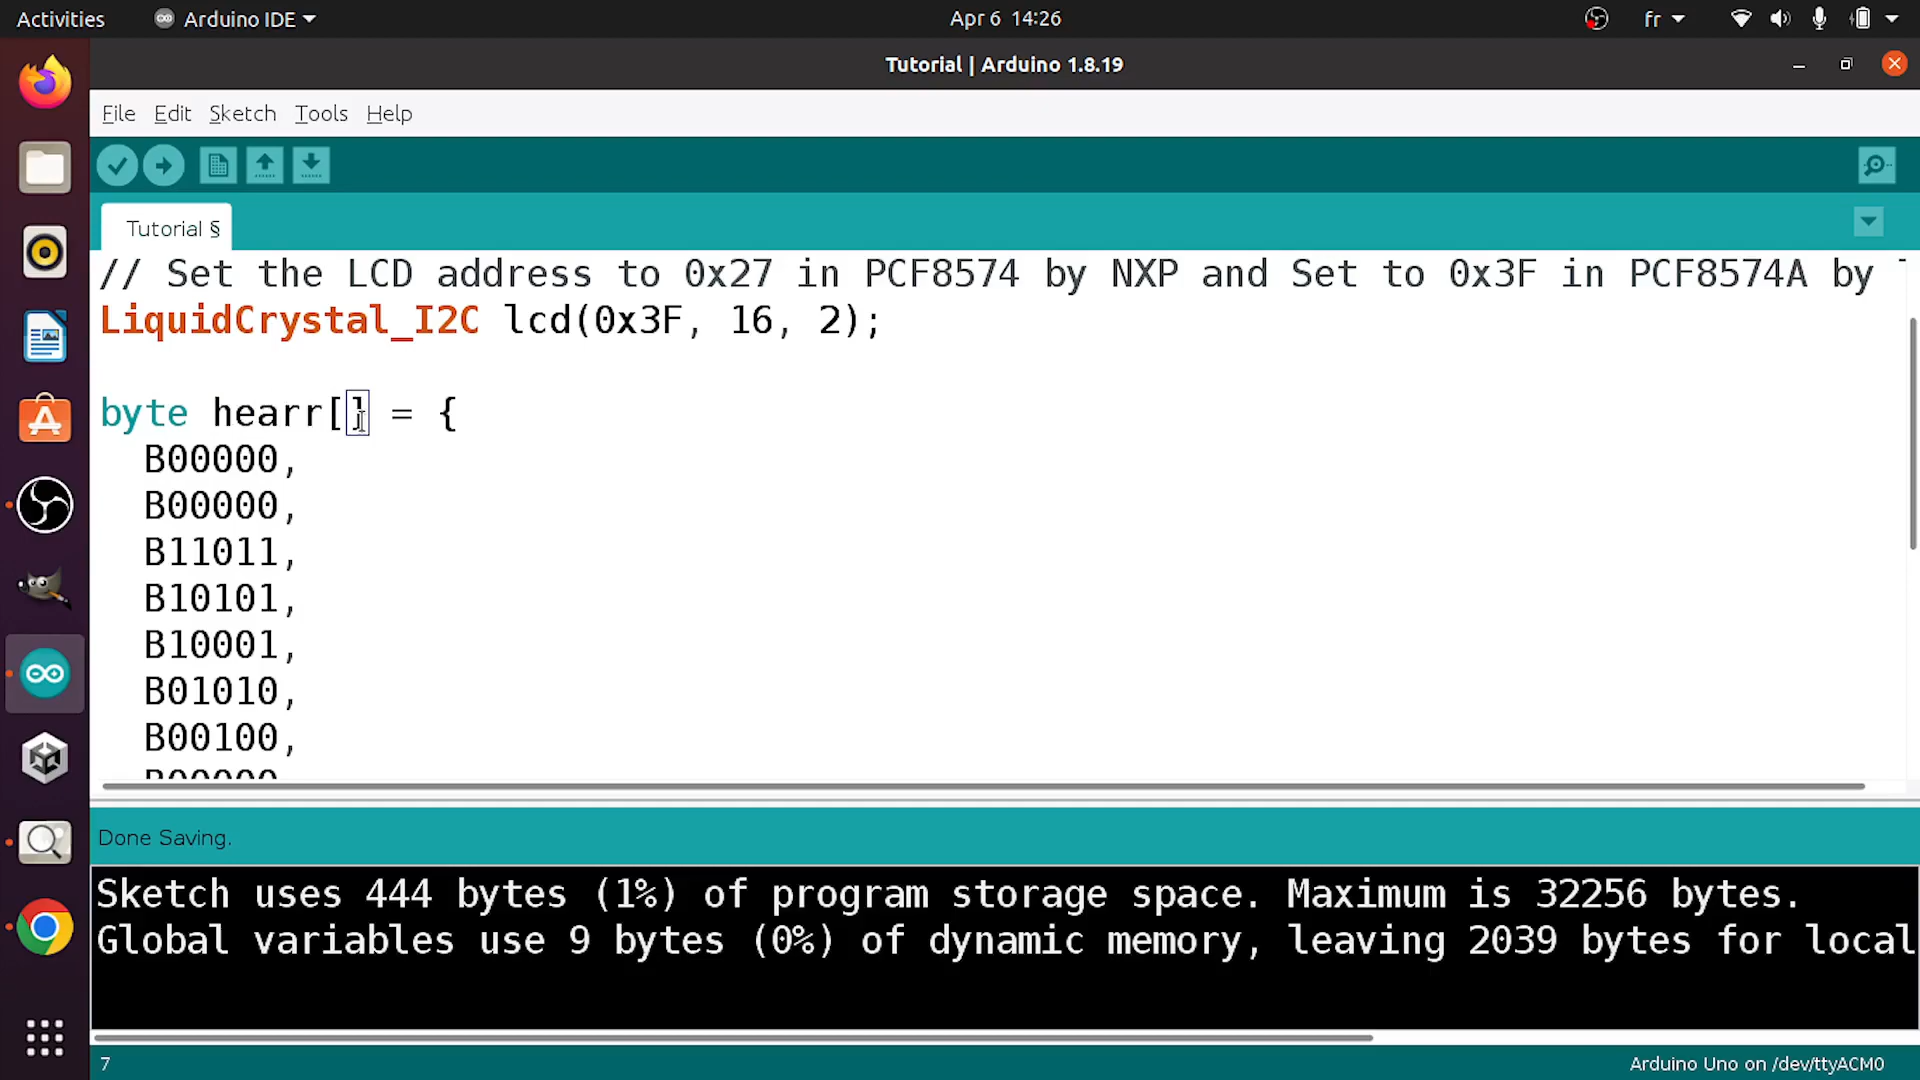 Activities
Arduino IDE
Apr 6 14:26
fr
Tutorial | Arduino 1.8.19
File Edit Sketch Tools Help
Tutorial §
// Set the LCD address to 0x27 in PCF8574 by NXP and Set to 0x3F in PCF8574A by
LiquidCrystal_I2C lcd(0x3F, 16, 2);
byte hearr[] = {
B00000,
B00000,
B11011,
B10101,
B10001,
B01010,
B00100,
Done Saving.
Sketch uses 444 bytes (1%) of program storage space. Maximum is 32256 bytes.
Global variables use 9 bytes (0%) of dynamic memory, leaving 2039 bytes for local
7
Arduino Uno on /dev/ttyACM0